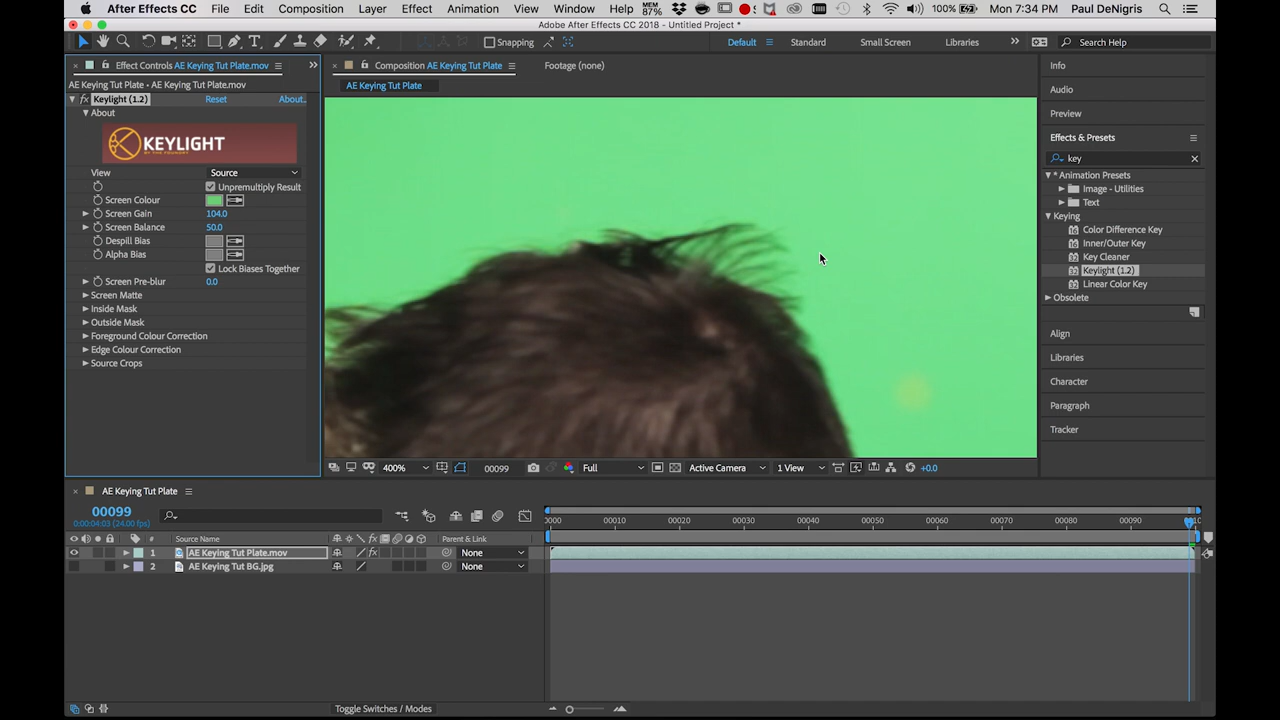 After Effects CC File Edit Composition Layer Effect Animation View Window Help MEM 87% 100% Mon 7:34 PM Paul DeNigris
Adobe After Effects CC 2018 - Untitled Project *
Snapping Default Standard Small Screen Libraries Search Help
Effect Controls AE Keying Tut Plate.mov
Composition AE Keying Tut Plate
Footage (none)
Info
AE Keying Tut Plate • AE Keying Tut Plate.mov
AE Keying Tut Plate
Keylight (1.2) Reset About...
About
KEYLIGHT
BY THE FOUNDRY
View Source
Unpremultiply Result
Screen Colour
Screen Gain 104.0
Screen Balance 50.0
Despill Bias
Alpha Bias
Lock Biases Together
Screen Pre-blur 0.0
Screen Matte
Inside Mask
Outside Mask
Foreground Colour Correction
Edge Colour Correction
Source Crops
400% 00099 Full Active Camera 1 View +0.0
Audio
Preview
Effects & Presets
key
* Animation Presets
Image - Utilities
Text
Keying
Color Difference Key
Inner/Outer Key
Key Cleaner
Keylight (1.2)
Linear Color Key
Obsolete
Align
Libraries
Character
Paragraph
Tracker
AE Keying Tut Plate
00099
0:00:04:03 (24.00 fps)
0000 00010 00020 00030 00040 00050 00060 00070 00080 00090
# Source Name Parent & Link
1 AE Keying Tut Plate.mov None
2 AE Keying Tut BG.jpg None
Toggle Switches / Modes